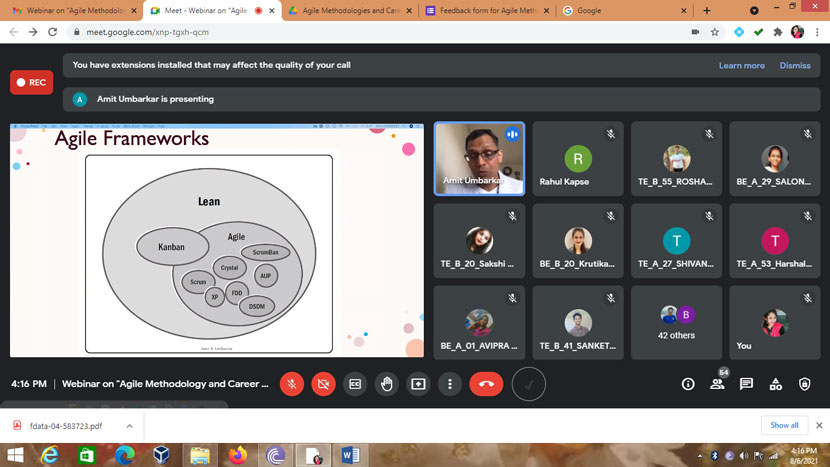 Webinar on "Agile Methodolog
Meet - Webinar on "Agile
Agile Methodologies and Care
Feedback form for Agile Meth
Google
meet.google.com/xnp-tgxh-qcm
You have extensions installed that may affect the quality of your call
Learn more
Dismiss
REC
A
Amit Umbarkar is presenting
Agile Frameworks
Lean
Kanban
Agile
ScrumBan
Crystal
AUP
Scrum
FDD
XP
DSDM
Amit Umbarka
R
Rahul Kapse
TE_B_55_ROSHA...
BE_A_29_SALON...
TE_B_20_Sakshi ...
BE_B_20_Krutika...
T
TE_A_27_SHIVAN...
T
TE_A_53_Harshal...
BE_A_01_AVIPRA ...
TE_B_41_SANKET...
B
42 others
You
4:16 PM | Webinar on "Agile Methodology and Career ...
54
fdata-04-583723.pdf
Show all
4:16 PM
8/6/2021